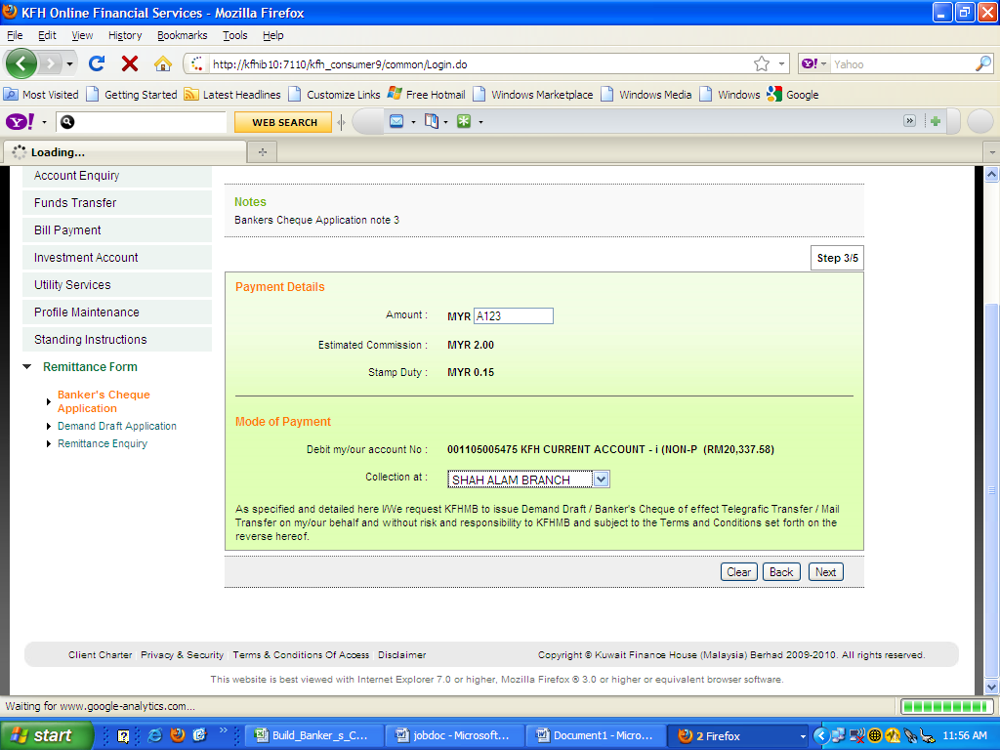 KFH Online Financial Services - Mozilla Firefox
File Edit View History Bookmarks Tools Help
http://kfhib10:7110/kfh_consumer9/common/Login.do
Yahoo
Most Visited Getting Started Latest Headlines Customize Links Free Hotmail Windows Marketplace Windows Media Windows Google
Y! WEB SEARCH
Loading...
Account Enquiry
Funds Transfer
Bill Payment
Investment Account
Utility Services
Profile Maintenance
Standing Instructions
Remittance Form
Banker's Cheque
Application
Demand Draft Application
Remittance Enquiry
Notes
Bankers Cheque Application note 3
Step 3/5
Payment Details
Amount : MYR A123
Estimated Commission : MYR 2.00
Stamp Duty : MYR 0.15
Mode of Payment
Debit my/our account No : 001105005475 KFH CURRENT ACCOUNT - i (NON-P (RM20,337.58)
Collection at : SHAH ALAM BRANCH
As specified and detailed here I/We request KFHMB to issue Demand Draft / Banker's Cheque of effect Telegrafic Transfer / Mail
Transfer on my/our behalf and without risk and responsibility to KFHMB and subject to the Terms and Conditions set forth on the
reverse hereof.
Clear Back Next
Client Charter Privacy & Security Terms & Conditions Of Access Disclaimer Copyright © Kuwait Finance House (Malaysia) Berhad 2009-2010. All rights reserved.
This website is best viewed with Internet Explorer 7.0 or higher, Mozilla Firefox ® 3.0 or higher or equivalent browser software.
Waiting for www.google-analytics.com...
start Build_Banker_s_C... jobdoc - Microsoft... Document1 - Micro... 2 Firefox 11:56 AM